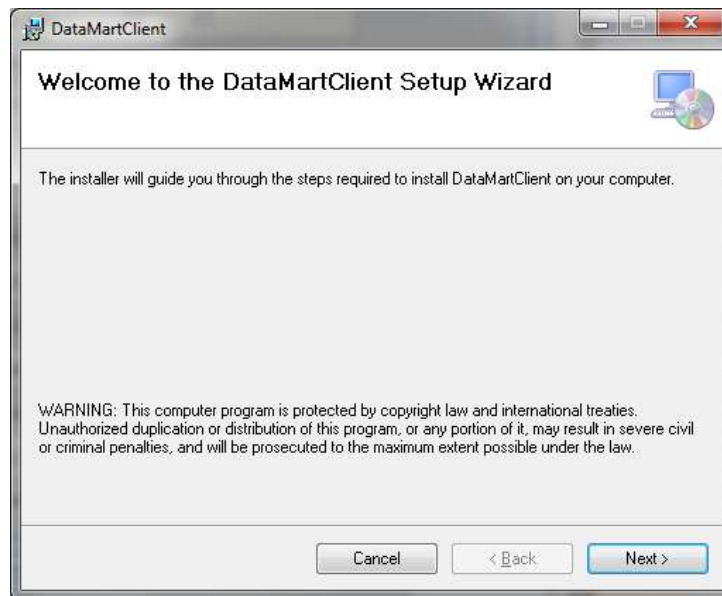 DataMartClient
Welcome to the DataMartClient Setup Wizard
The installer will guide you through the steps required to install DataMartClient on your computer.
WARNING: This computer program is protected by copyright law and international treaties.
Unauthorized duplication or distribution of this program, or any portion of it, may result in severe civil
or criminal penalties, and will be prosecuted to the maximum extent possible under the law.
Cancel < Back Next >